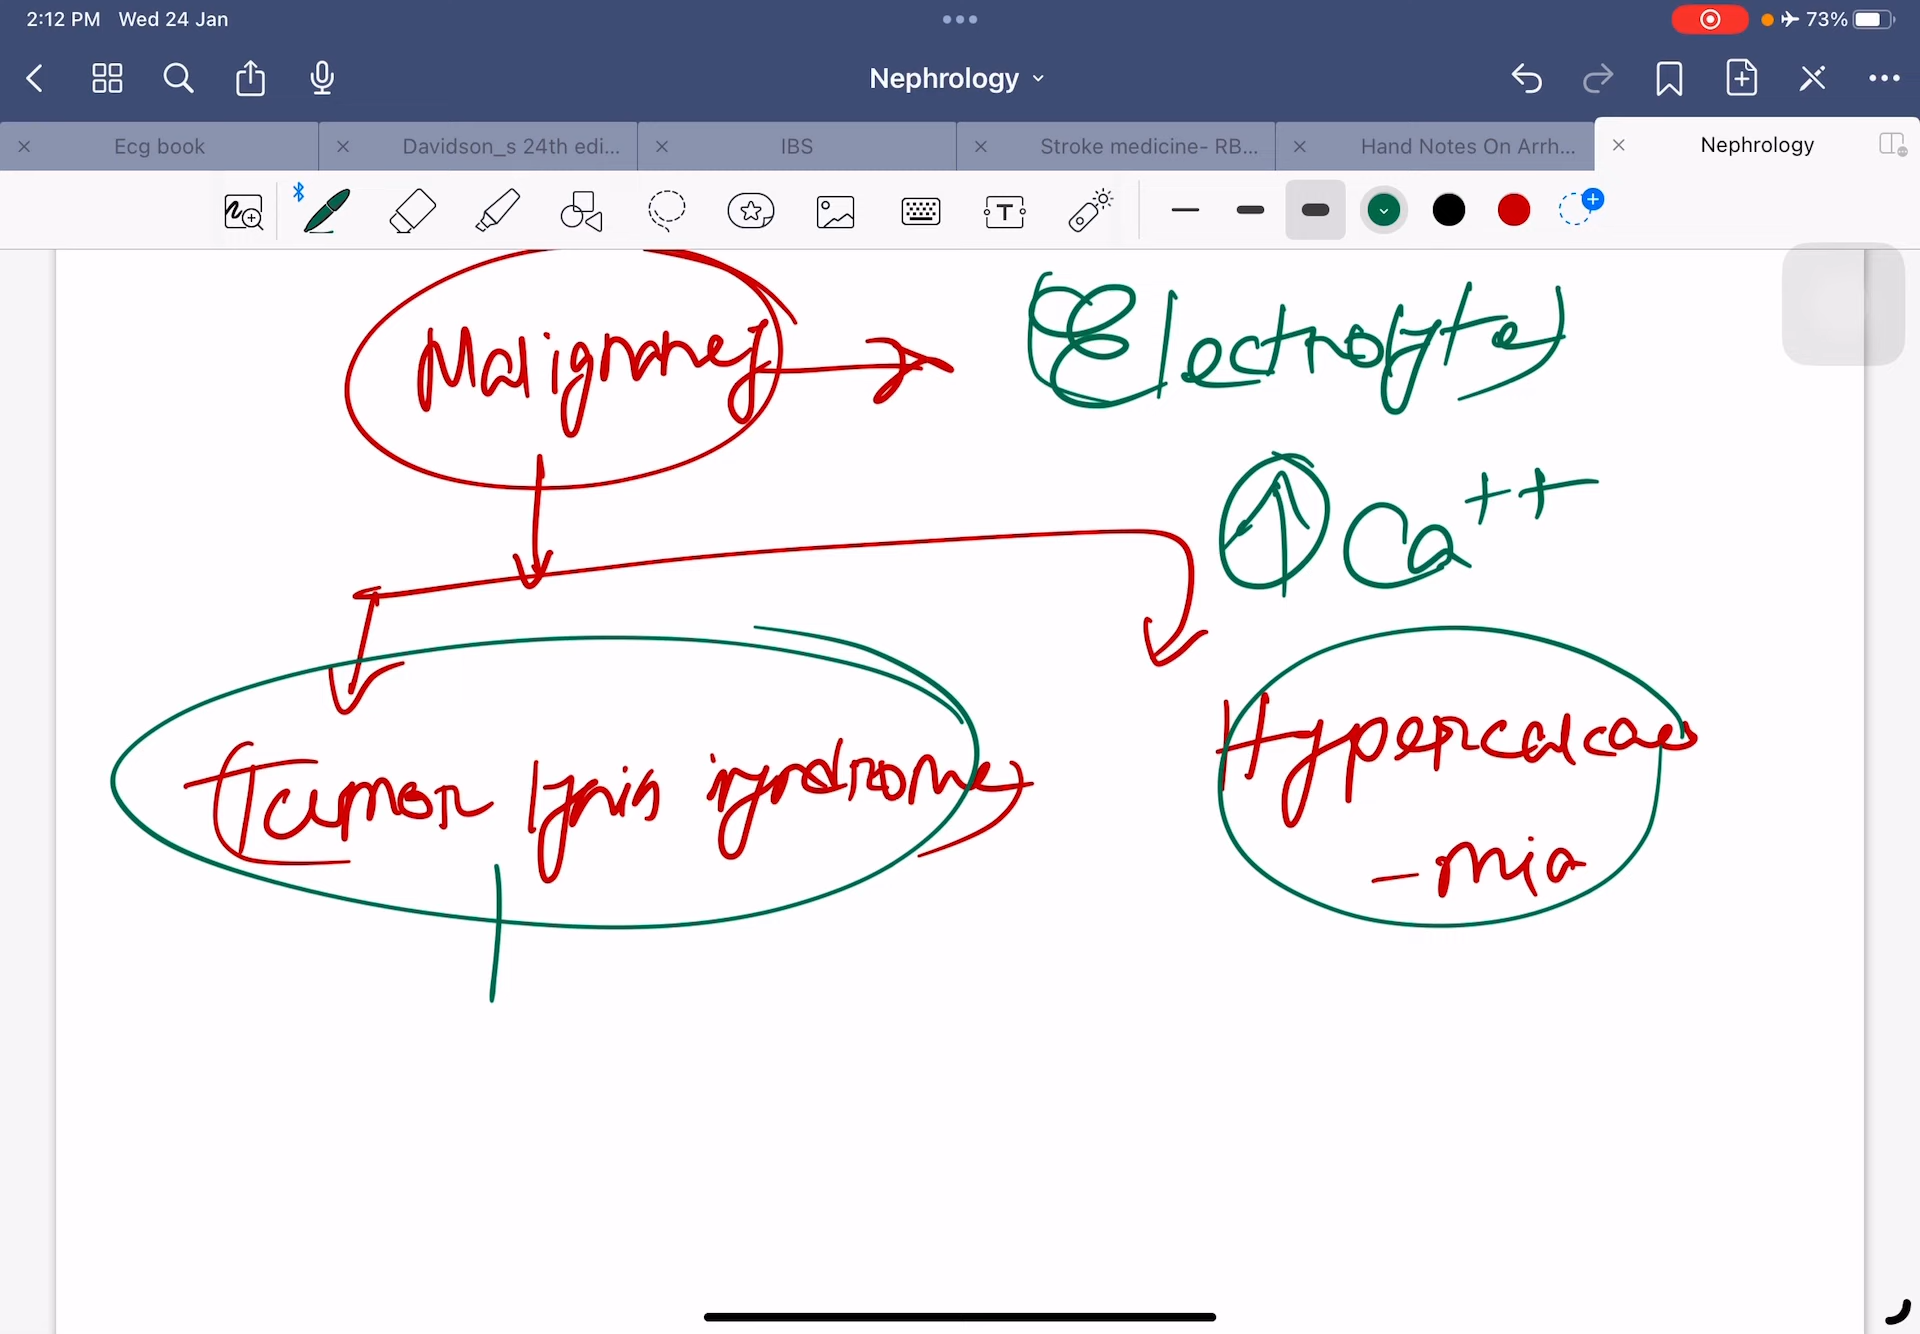 2:12 PM Wed 24 Jan
73%
Nephrology
Ecg book
Davidson_s 24th edi...
IBS
Stroke medicine- RB...
Hand Notes On Arrh...
Nephrology
T
Malignancy
Electrolytes
↑ Ca++
Tumor lysis syndrome
Hypercalcae
-mia